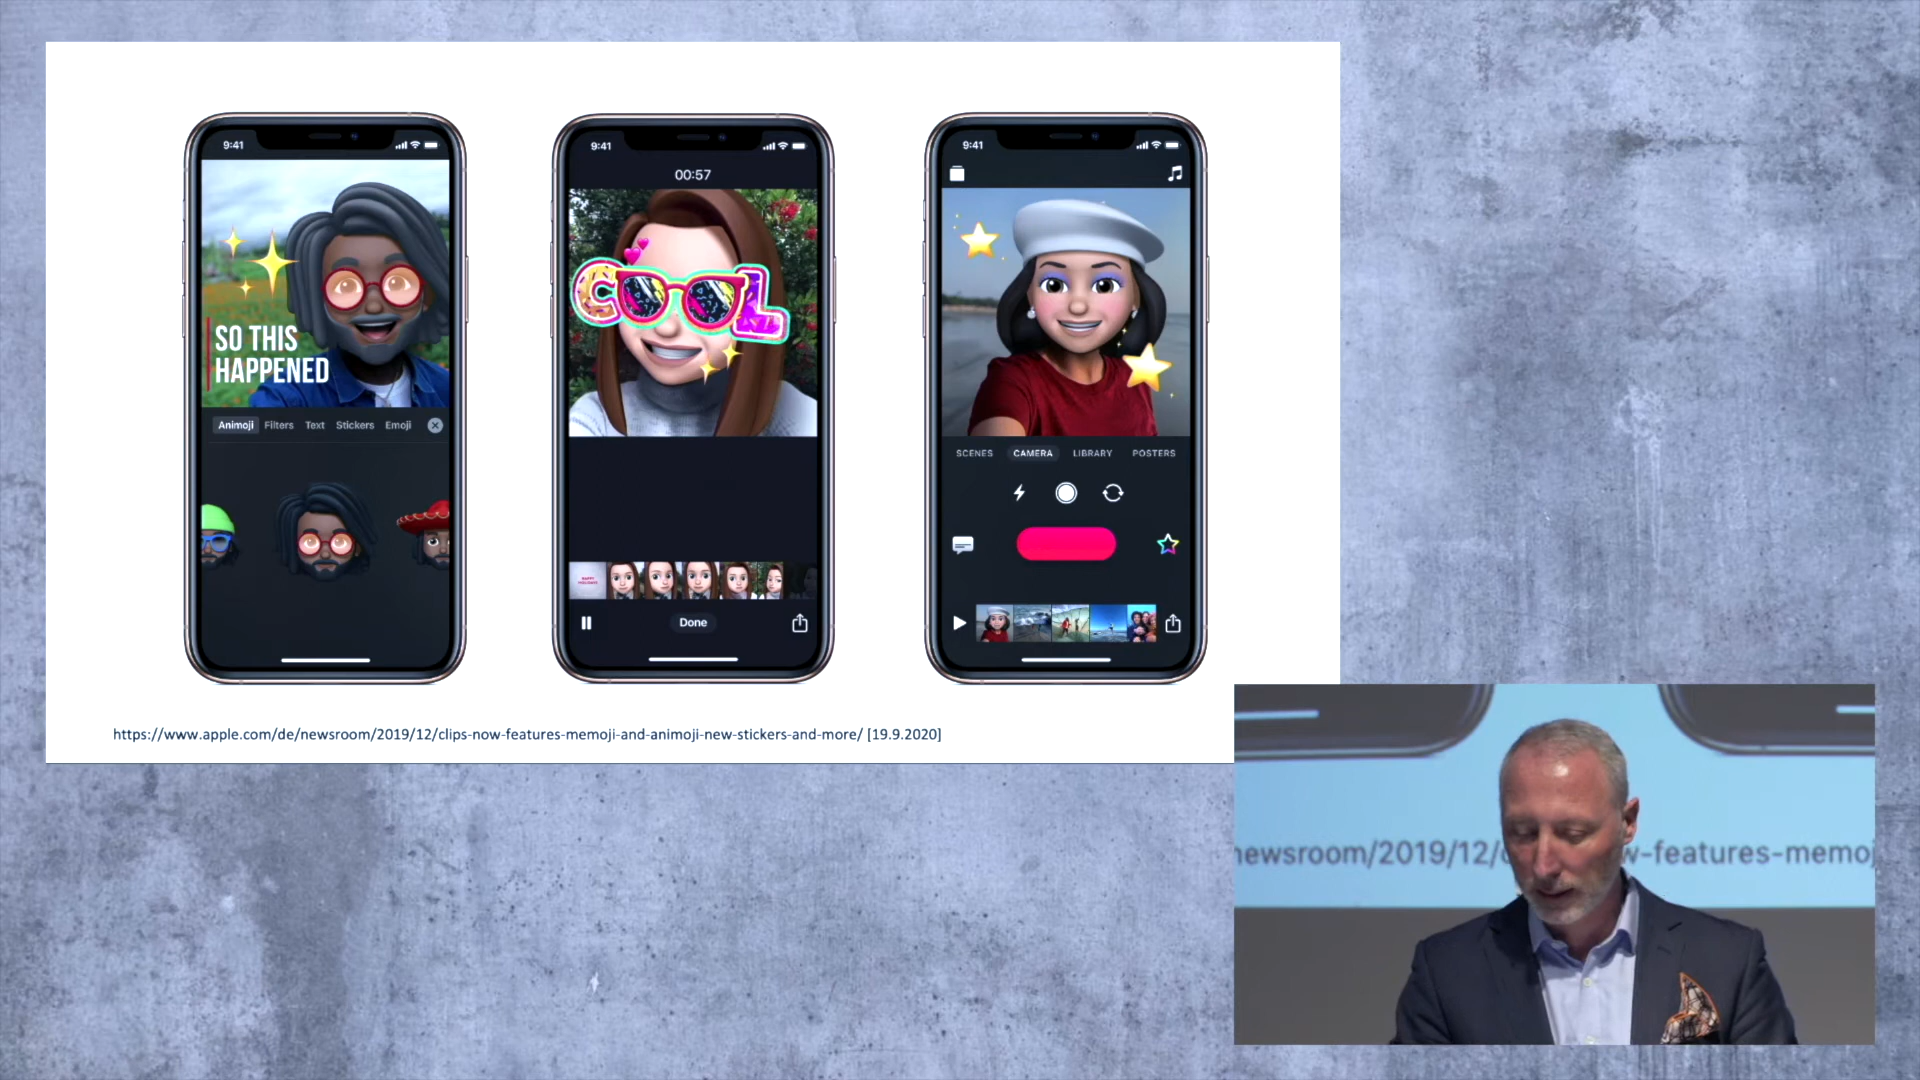 9:41
SO THIS
HAPPENED
Animoji Filters Text Stickers Emoji
9:41
00:57
COOL
HAPPY
HOLIDAYS
Done
9:41
SCENES CAMERA LIBRARY POSTERS
https://www.apple.com/de/newsroom/2019/12/clips-now-features-memoji-and-animoji-new-stickers-and-more/ [19.9.2020]
newsroom/2019/12/ w-features-memoj